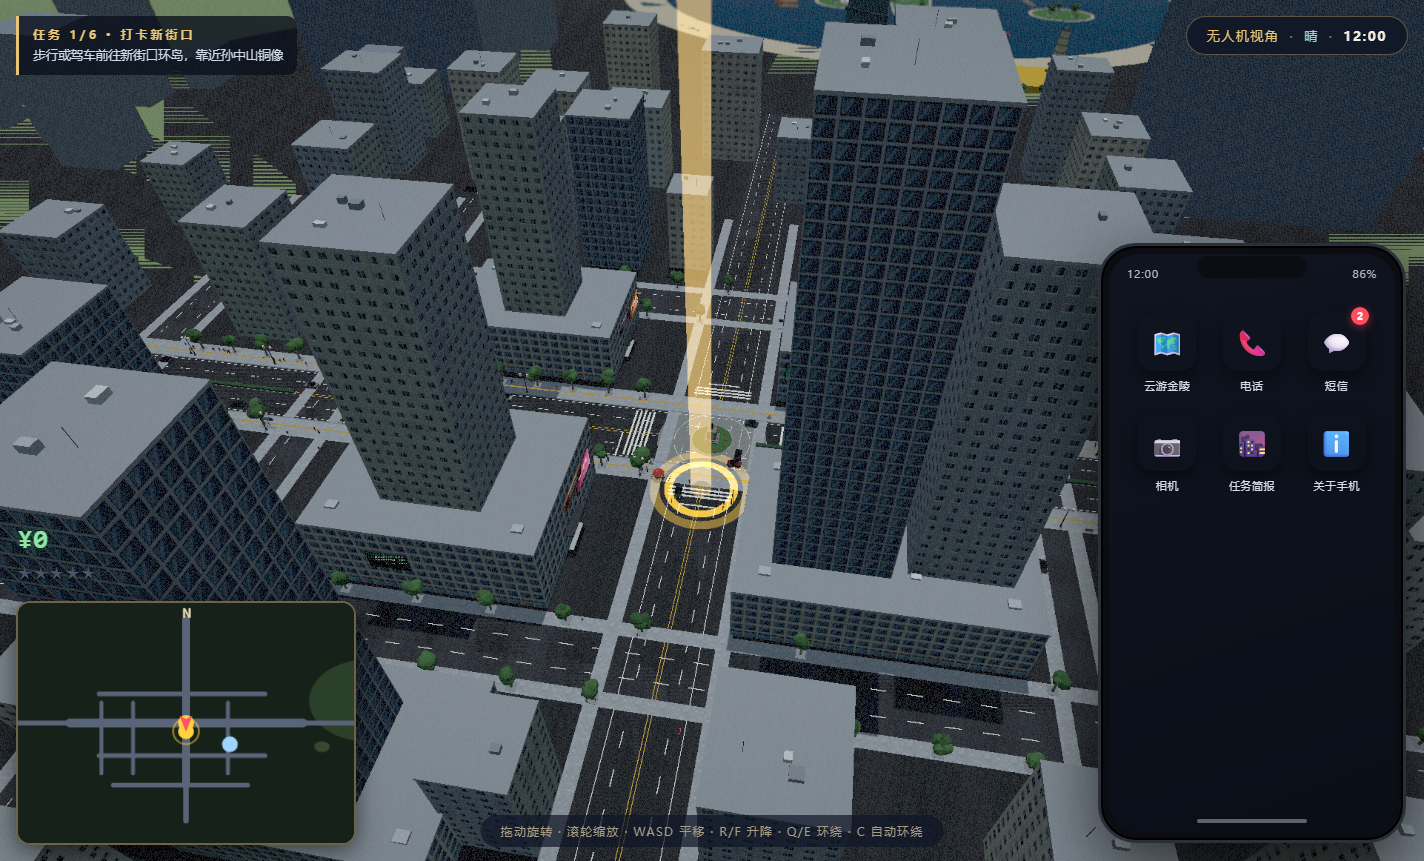 任务 1/6 • 打卡新街口
步行或驾车前往新街口环岛，靠近孙中山铜像
无人机视角 · 晴 · 12:00
12:00 86%
2
云游金陵 电话 短信
相机 任务简报 关于手机
¥0
☆☆☆☆☆
N
拖动旋转 · 滚轮缩放 · WASD 平移 · R/F 升降 · Q/E 环绕 · C 自动环绕